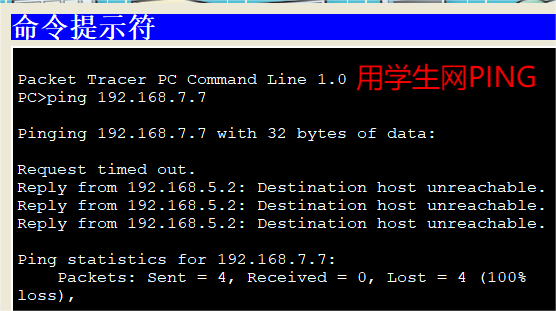 命令提示符
Packet Tracer PC Command Line 1.0
用学生网PING
PC>ping 192.168.7.7
Pinging 192.168.7.7 with 32 bytes of data:
Request timed out.
Reply from 192.168.5.2: Destination host unreachable.
Reply from 192.168.5.2: Destination host unreachable.
Reply from 192.168.5.2: Destination host unreachable.
Ping statistics for 192.168.7.7:
Packets: Sent = 4, Received = 0, Lost = 4 (100%
loss),